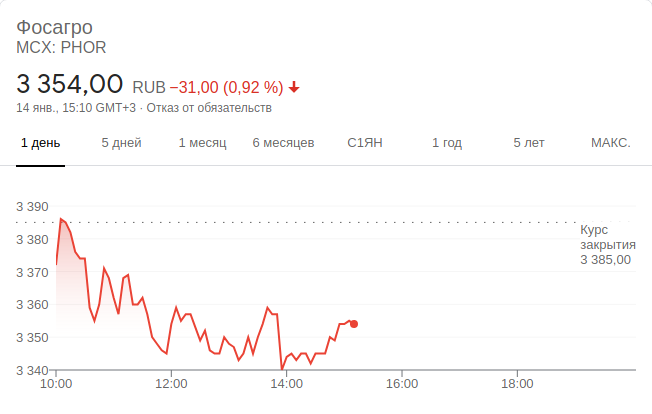 Фосагро
MCX: PHOR
3 354,00 RUB −31,00 (0,92 %)
14 янв., 15:10 GMT+3 · Отказ от обязательств
1 день 5 дней 1 месяц 6 месяцев С1ЯН 1 год 5 лет МАКС.
3 390
3 380
3 370
3 360
3 350
3 340
Курс
закрытия
3 385,00
10:00 12:00 14:00 16:00 18:00